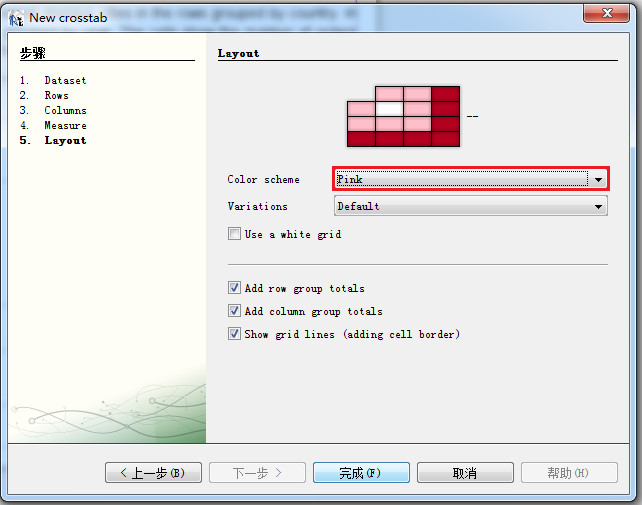 New crosstab
步骤
1. Dataset
2. Rows
3. Columns
4. Measure
5. Layout
Layout
--
Color scheme Pink
Variations Default
Use a white grid
Add row group totals
Add column group totals
Show grid lines (adding cell border)
< 上一步(B) 下一步 > 完成(F) 取消 帮助(H)